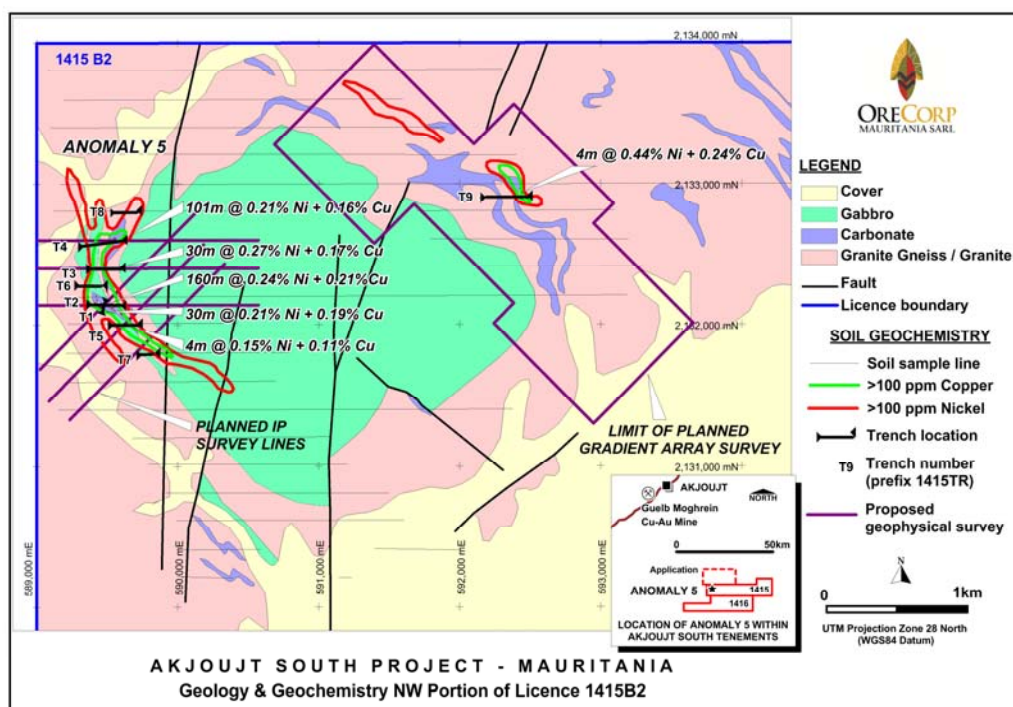 2,134,000 mN
1415 B2
ANOMALY 5
4m @ 0.44% Ni + 0.24% Cu
2,133,000 mN
T9
T8
101m @ 0.21% Ni + 0.16% Cu
T4
30m @ 0.27% Ni + 0.17% Cu
T3
T6
160m @ 0.24% Ni + 0.21%Cu
T2
T1
30m @ 0.21% Ni + 0.19% Cu
2,132,000 mN
T5
4m @ 0.15% Ni + 0.11% Cu
T7
PLANNED IP
SURVEY LINES
LIMIT OF PLANNED
GRADIENT ARRAY SURVEY
2,131,000 mN
589,000 mE
590,000 mE
591,000 mE
592,000 mE
593,000 mE
AKJOUJT
NORTH
Guelb Moghrein
Cu-Au Mine
0 50km
Application
ANOMALY 5
1415
1416
LOCATION OF ANOMALY 5 WITHIN
AKJOUJT SOUTH TENEMENTS
ORECORP
MAURITANIA SARL
LEGEND
Cover
Gabbro
Carbonate
Granite Gneiss / Granite
Fault
Licence boundary
SOIL GEOCHEMISTRY
Soil sample line
>100 ppm Copper
>100 ppm Nickel
Trench location
T9 Trench number
(prefix 1415TR)
Proposed
geophysical survey
N
0 1km
UTM Projection Zone 28 North
(WGS84 Datum)
AKJOUJT SOUTH PROJECT - MAURITANIA
Geology & Geochemistry NW Portion of Licence 1415B2